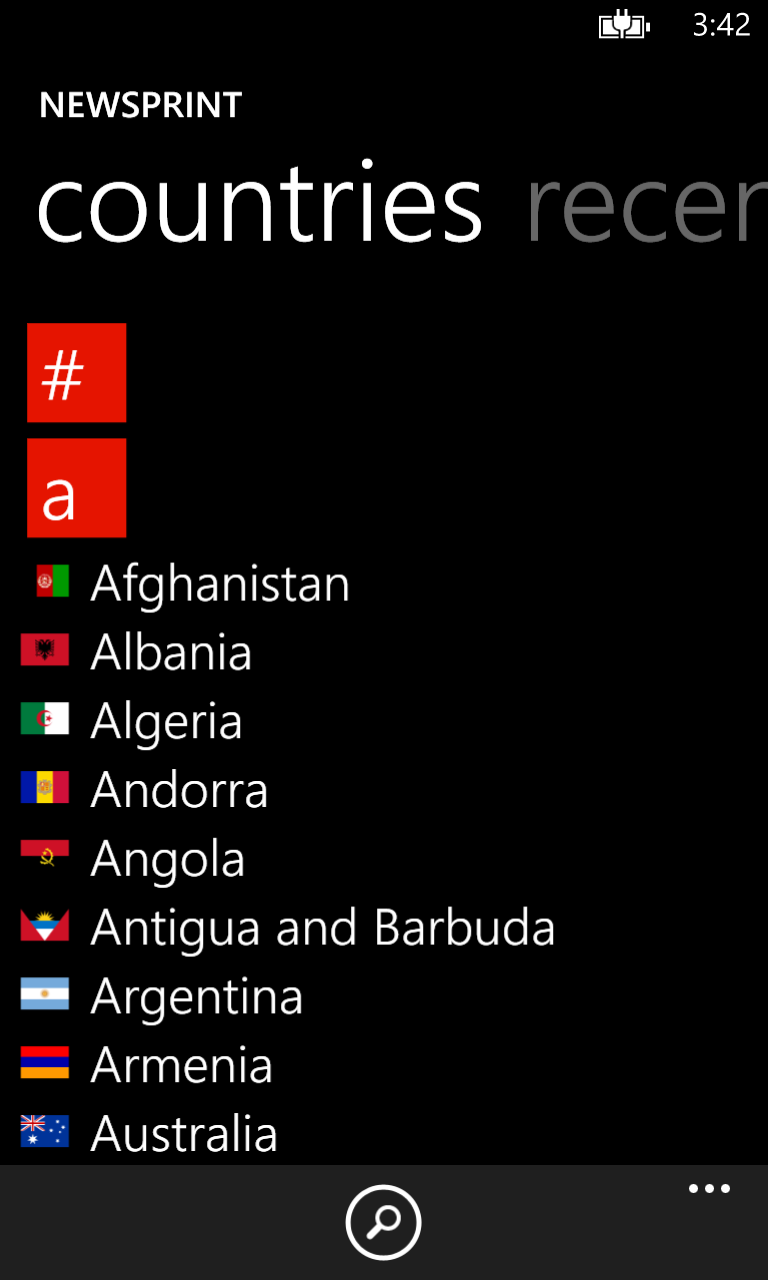 3:42
NEWSPRINT
countries recen
#
a
Afghanistan
Albania
Algeria
Andorra
Angola
Antigua and Barbuda
Argentina
Armenia
Australia